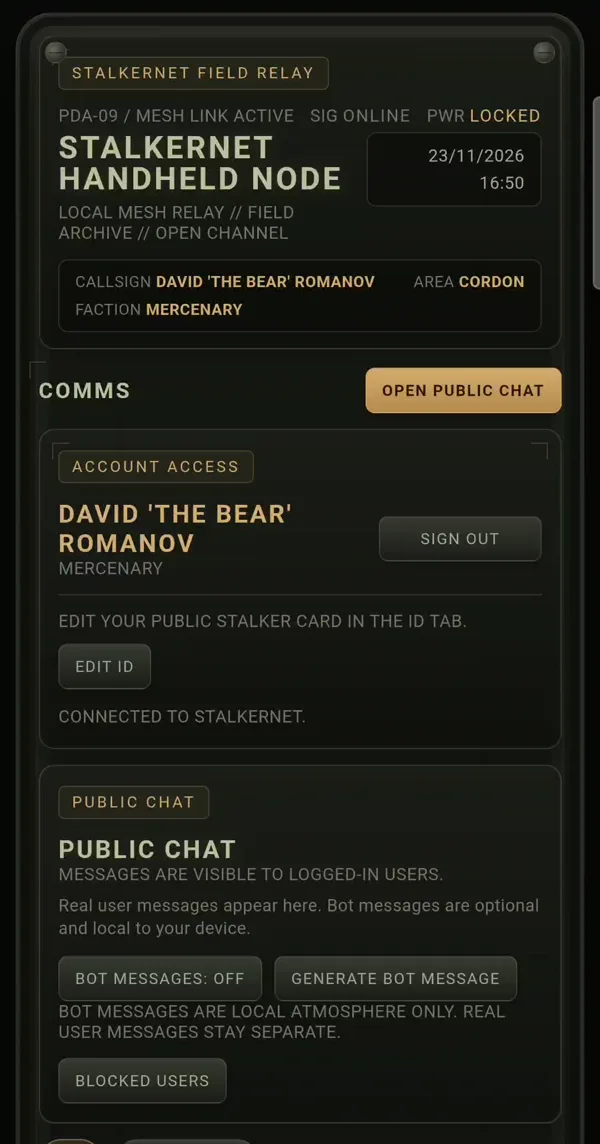 STALKERNET FIELD RELAY
PDA-09 / MESH LINK ACTIVE SIG ONLINE PWR LOCKED
STALKERNET
HANDHELD NODE
23/11/2026
16:50
LOCAL MESH RELAY // FIELD
ARCHIVE // OPEN CHANNEL
CALLSIGN DAVID 'THE BEAR' ROMANOV AREA CORDON
FACTION MERCENARY
COMMS
OPEN PUBLIC CHAT
ACCOUNT ACCESS
DAVID 'THE BEAR'
ROMANOV
MERCENARY
SIGN OUT
EDIT YOUR PUBLIC STALKER CARD IN THE ID TAB.
EDIT ID
CONNECTED TO STALKERNET.
PUBLIC CHAT
PUBLIC CHAT
MESSAGES ARE VISIBLE TO LOGGED-IN USERS.
Real user messages appear here. Bot messages are optional
and local to your device.
BOT MESSAGES: OFF GENERATE BOT MESSAGE
BOT MESSAGES ARE LOCAL ATMOSPHERE ONLY. REAL
USER MESSAGES STAY SEPARATE.
BLOCKED USERS